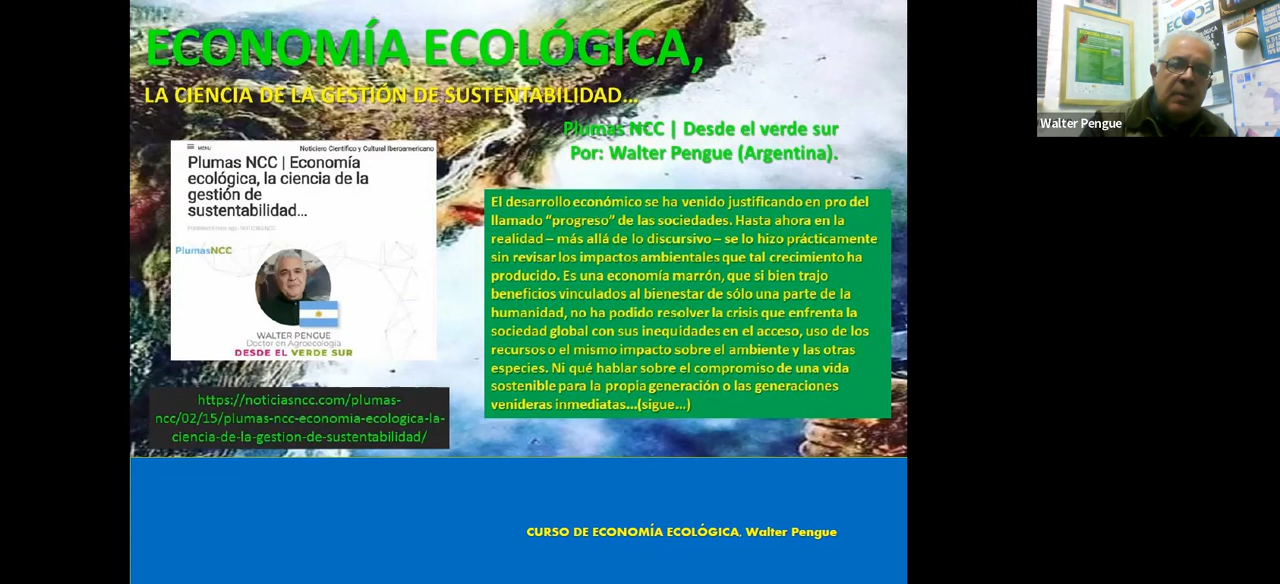 ECONOMÍA ECOLÓGICA,
LA CIENCIA DE LA GESTIÓN DE SUSTENTABILIDAD...
Plumas NCC | Desde el verde sur
Por: Walter Pengue (Argentina).
MENU
Noticiero Científico y Cultural Iberoamericano
Plumas NCC | Economía
ecológica, la ciencia de la
gestión de
sustentabilidad...
PlumasNCC
WALTER PENGUE
Doctor en Agroecología
DESDE EL VERDE SUR
https://noticiasncc.com/plumas-
ncc/02/15/plumas-ncc-economia-ecologica-la-
ciencia-de-la-gestion-de-sustentabilidad/
El desarrollo económico se ha venido justificando en pro del
llamado “progreso” de las sociedades. Hasta ahora en la
realidad – más allá de lo discursivo – se lo hizo prácticamente
sin revisar los impactos ambientales que tal crecimiento ha
producido. Es una economía marrón, que si bien trajo
beneficios vinculados al bienestar de sólo una parte de la
humanidad, no ha podido resolver la crisis que enfrenta la
sociedad global con sus inequidades en el acceso, uso de los
recursos o el mismo impacto sobre el ambiente y las otras
especies. Ni qué hablar sobre el compromiso de una vida
sostenible para la propia generación o las generaciones
venideras inmediatas...(sigue...)
CURSO DE ECONOMÍA ECOLÓGICA, Walter Pengue
Walter Pengue